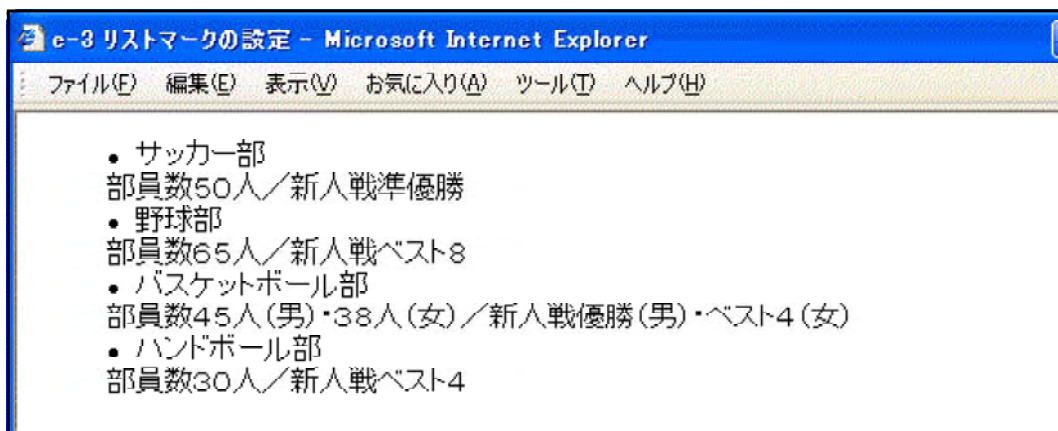 e-3 リストマークの設定 - Microsoft Internet Explorer
ファイル(F) 編集(E) 表示(V) お気に入り(A) ツール(T) ヘルプ(H)
• サッカー部
部員数50人／新人戦準優勝
• 野球部
部員数65人／新人戦ベスト8
• バスケットボール部
部員数45人(男)・38人(女)／新人戦優勝(男)・ベスト4(女)
• ハンドボール部
部員数30人／新人戦ベスト4